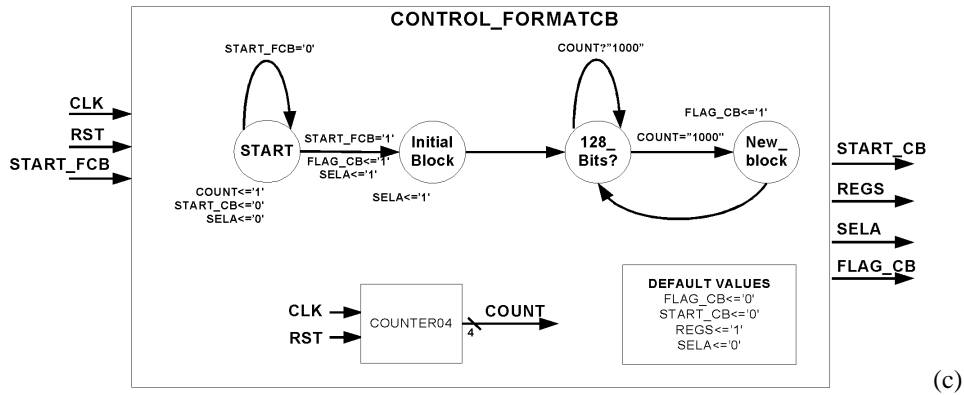 CONTROL_FORMATCB
START_FCB='0'
COUNT?"1000"
CLK
RST
START_FCB
START
START_FCB='1'
FLAG_CB<='1'
SELA<='1'
COUNT<='1'
START_CB<='0'
SELA<='0'
Initial
Block
SELA<='1'
128_
Bits?
COUNT="1000"
FLAG_CB<='1'
New_
block
START_CB
REGS
SELA
FLAG_CB
CLK
RST
COUNTER04
COUNT
4
DEFAULT VALUES
FLAG_CB<='0'
START_CB<='0'
REGS<='1'
SELA<='0'
(c)